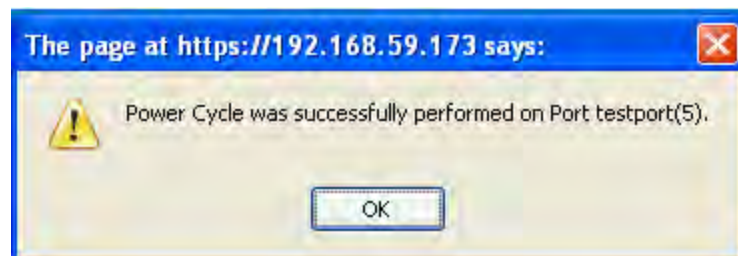 The page at https://192.168.59.173 says:
Power Cycle was successfully performed on Port testport(5).
OK